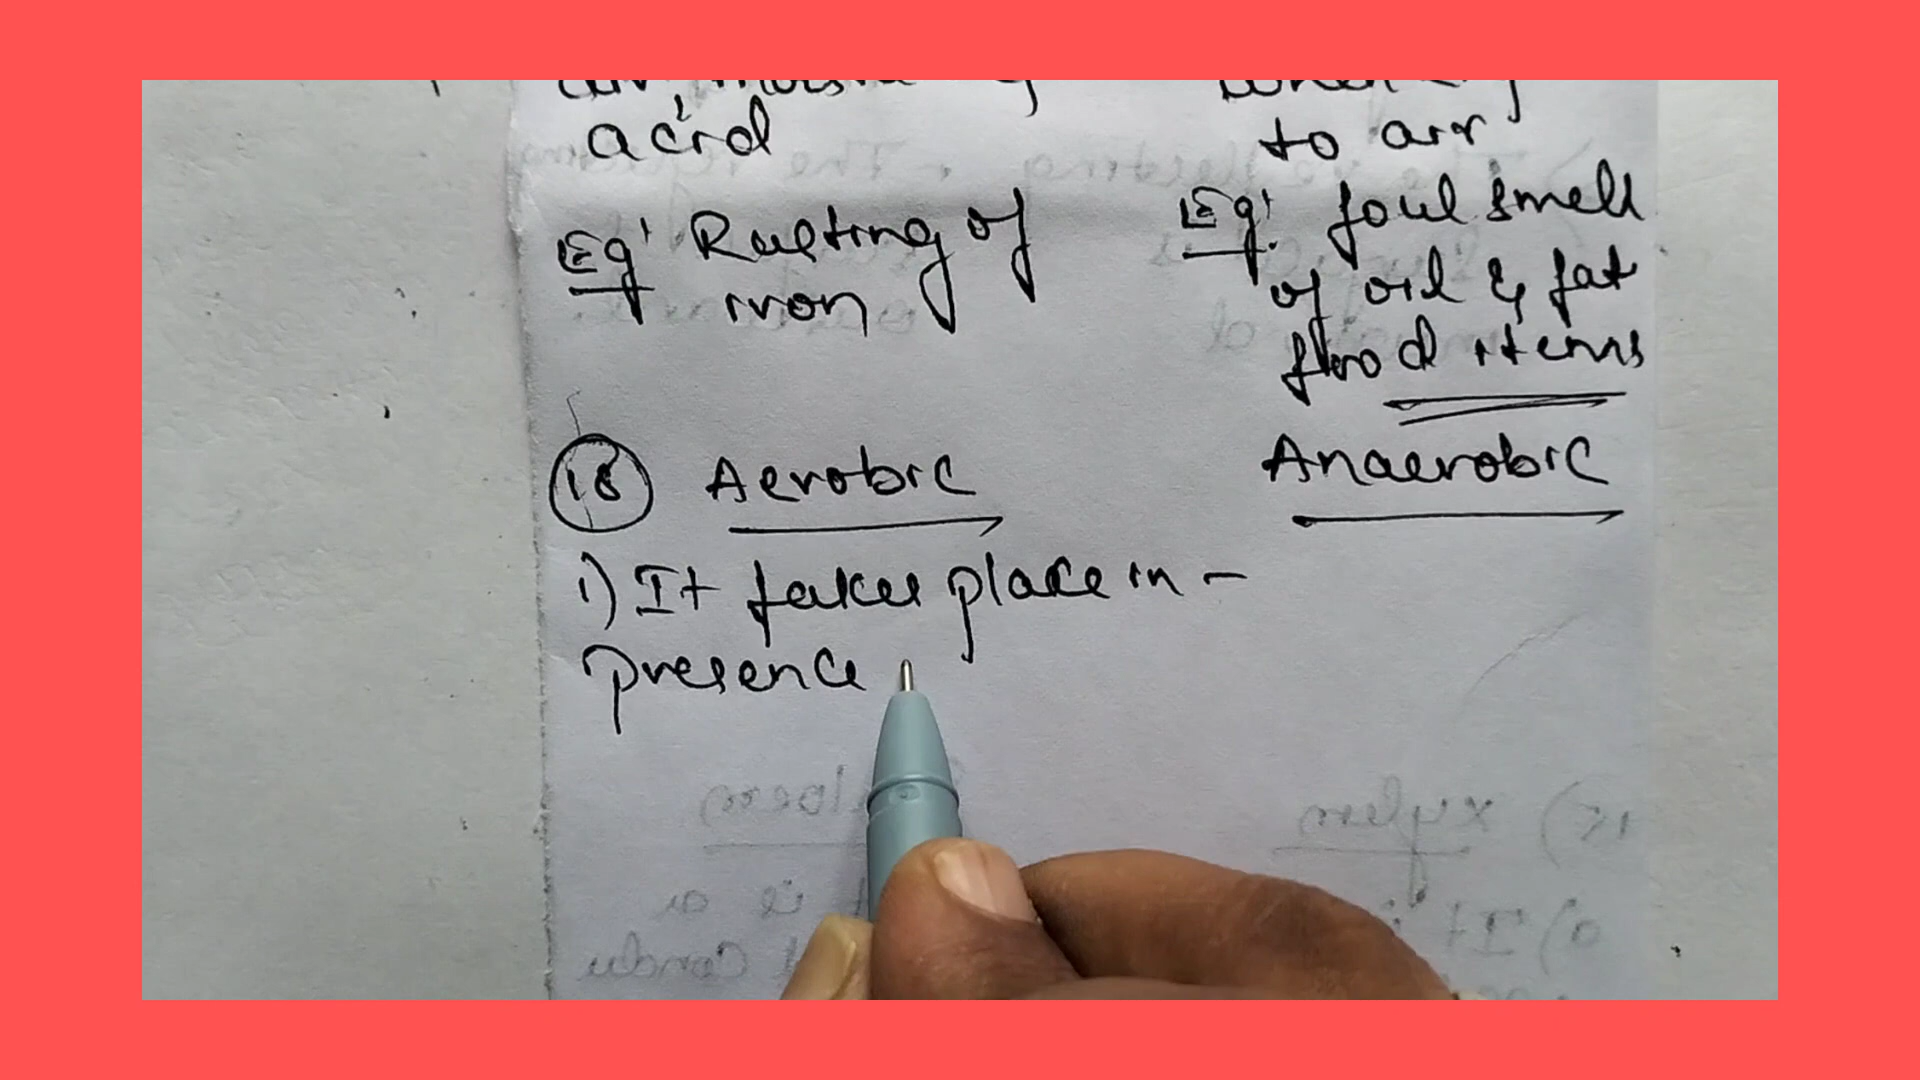 acid
to air
Eg' Rusting of
iron
Eg: foul smell
of oil & fat
food items
18 Aerobic
Anaerobic
i) It takes place in -
presence